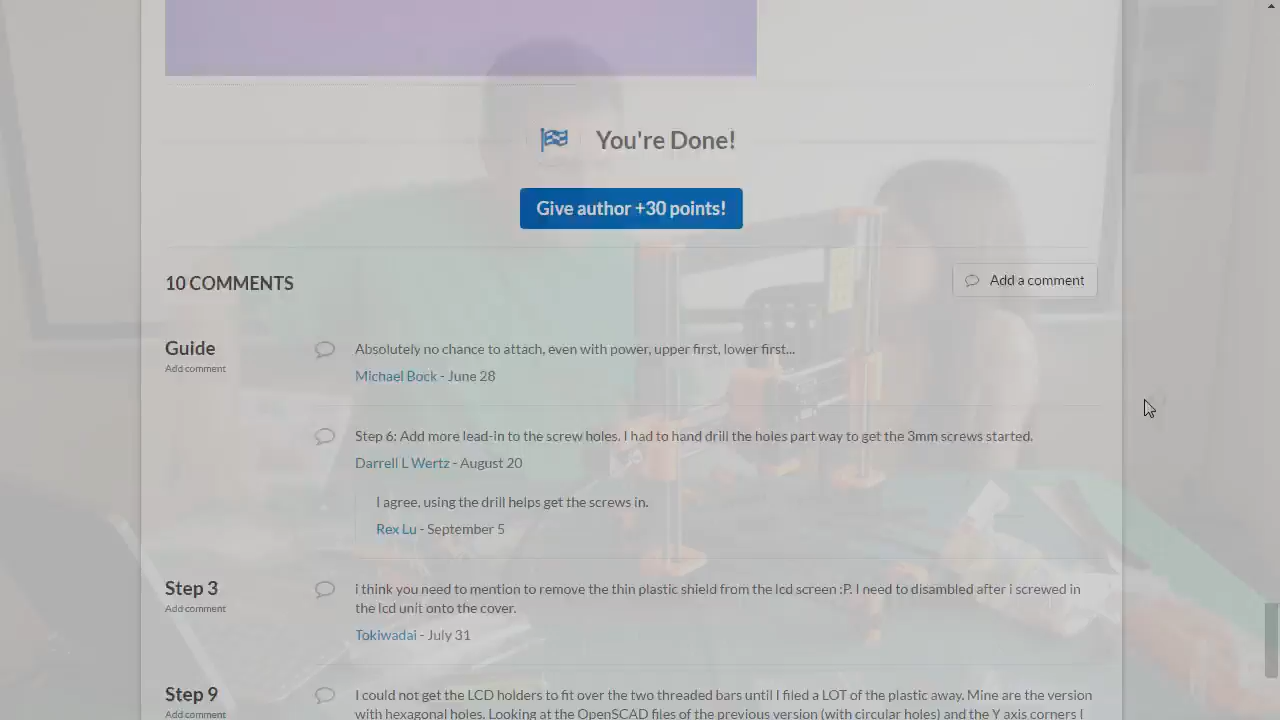 You're Done!
Give author +30 points!
10 COMMENTS
Add a comment
Guide
Add comment
Absolutely no chance to attach, even with power, upper first, lower first...
Michael Bock - June 28
Step 6: Add more lead-in to the screw holes. I had to hand drill the holes part way to get the 3mm screws started.
Darrell L Wertz - August 20
I agree, using the drill helps get the screws in.
Rex Lu - September 5
Step 3
Add comment
i think you need to mention to remove the thin plastic shield from the lcd screen :P. I need to disambled after i screwed in
the lcd unit onto the cover.
Tokiwadai - July 31
Step 9
Add comment
I could not get the LCD holders to fit over the two threaded bars until I filed a LOT of the plastic away. Mine are the version
with hexagonal holes. Looking at the OpenSCAD files of the previous version (with circular holes) and the Y axis corners I